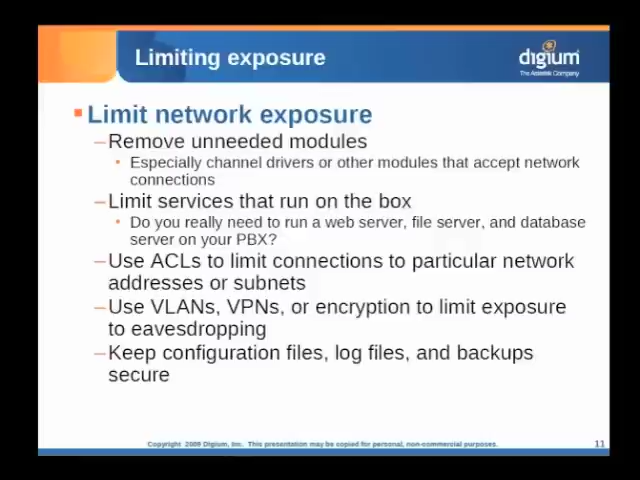 Limiting exposure
digium
The Asterisk Company
Limit network exposure
–Remove unneeded modules
• Especially channel drivers or other modules that accept network
connections
–Limit services that run on the box
• Do you really need to run a web server, file server, and database
server on your PBX?
–Use ACLs to limit connections to particular network
addresses or subnets
–Use VLANs, VPNs, or encryption to limit exposure
to eavesdropping
–Keep configuration files, log files, and backups
secure
Copyright 2009 Digium, Inc. This presentation may be copied for personal, non-commercial purposes.
11